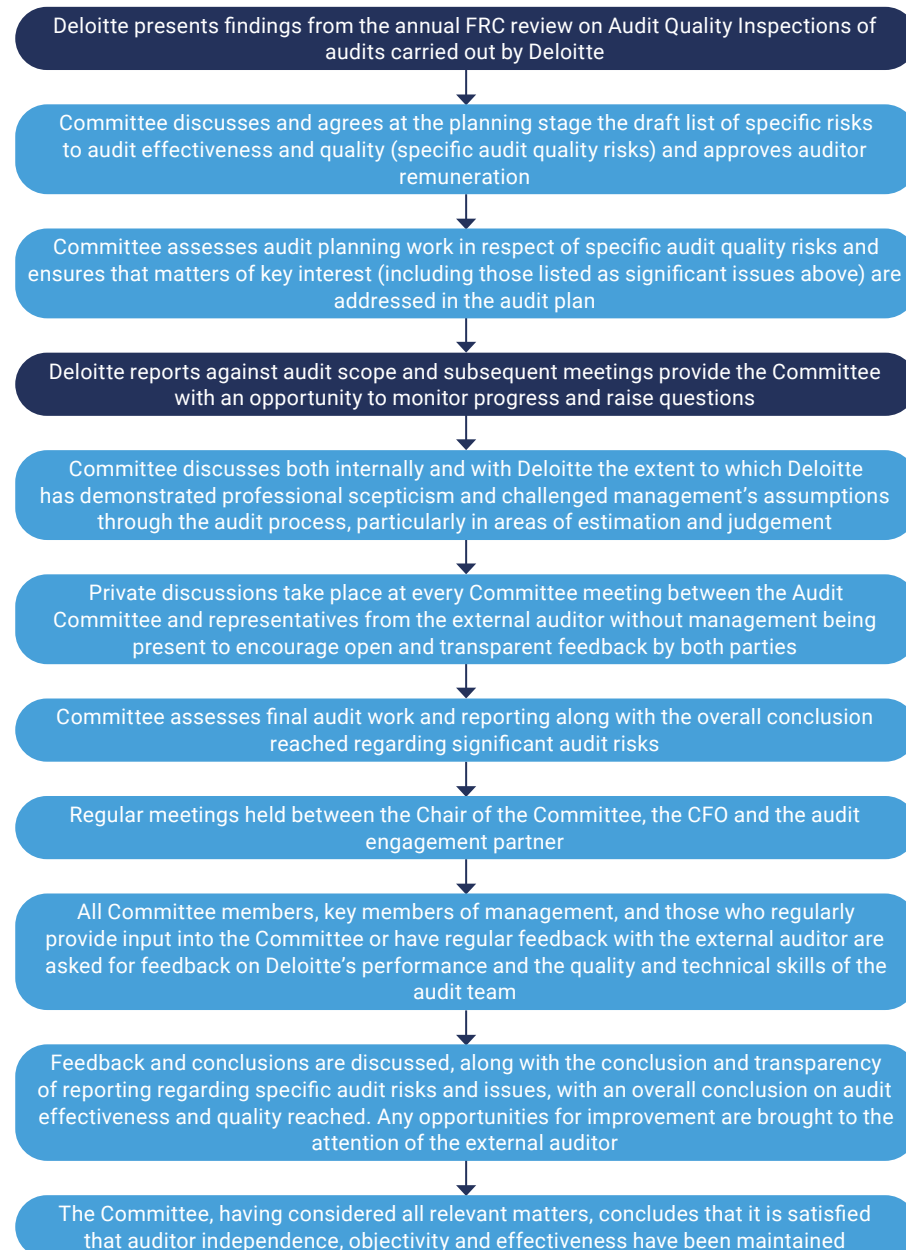 Deloitte presents findings from the annual FRC review on Audit Quality Inspections of
audits carried out by Deloitte
Committee discusses and agrees at the planning stage the draft list of specific risks
to audit effectiveness and quality (specific audit quality risks) and approves auditor
remuneration
Committee assesses audit planning work in respect of specific audit quality risks and
ensures that matters of key interest (including those listed as significant issues above) are
addressed in the audit plan
Deloitte reports against audit scope and subsequent meetings provide the Committee
with an opportunity to monitor progress and raise questions
Committee discusses both internally and with Deloitte the extent to which Deloitte
has demonstrated professional scepticism and challenged management’s assumptions
through the audit process, particularly in areas of estimation and judgement
Private discussions take place at every Committee meeting between the Audit
Committee and representatives from the external auditor without management being
present to encourage open and transparent feedback by both parties
Committee assesses final audit work and reporting along with the overall conclusion
reached regarding significant audit risks
Regular meetings held between the Chair of the Committee, the CFO and the audit
engagement partner
All Committee members, key members of management, and those who regularly
provide input into the Committee or have regular feedback with the external auditor are
asked for feedback on Deloitte’s performance and the quality and technical skills of the
audit team
Feedback and conclusions are discussed, along with the conclusion and transparency
of reporting regarding specific audit risks and issues, with an overall conclusion on audit
effectiveness and quality reached. Any opportunities for improvement are brought to the
attention of the external auditor
The Committee, having considered all relevant matters, concludes that it is satisfied
that auditor independence, objectivity and effectiveness have been maintained